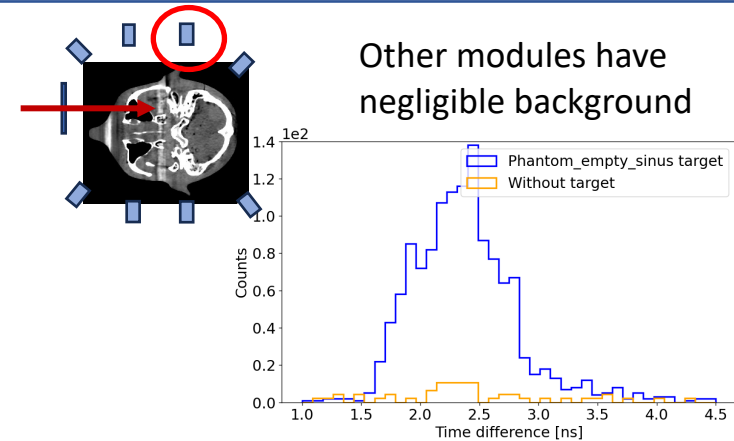 Other modules have
negligible background
1e2
Phantom_empty_sinus target
Without target
1.4
1.2
1.0
0.8
0.6
0.4
0.2
0.0
Counts
1.0 1.5 2.0 2.5 3.0 3.5 4.0 4.5
Time difference [ns]